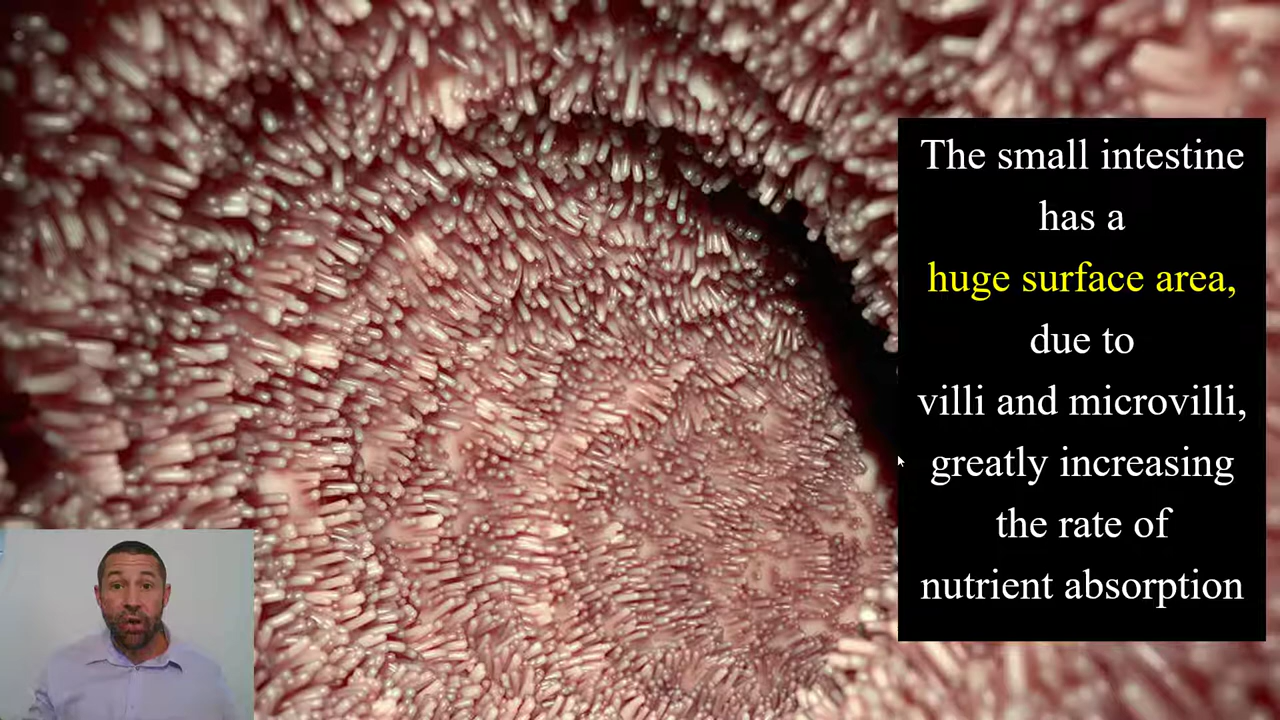 The small intestine
has a
huge surface area,
due to
villi and microvilli,
greatly increasing
the rate of
nutrient absorption